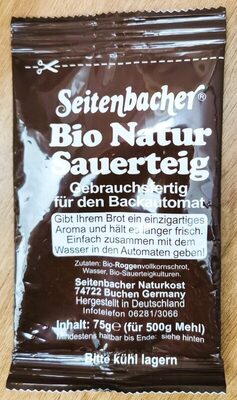 Seitenbacher®
Bio Natur
Sauerteig
Gebrauchsfertig
für den Backautomat
Gibt Ihrem Brot ein einzigartiges
Aroma und hält es länger frisch.
Einfach zusammen mit dem
Wasser in den Automaten geben!
Zutaten: Bio-Roggenvollkornschrot,
Wasser, Bio-Sauerteigkulturen.
Seitenbacher Naturkost
74722 Buchen Germany
Hergestellt in Deutschland
Infotelefon 06281/3066
Inhalt: 75g (für 500g Mehl)
Mindestens haltbar bis Ende: siehe hinten
Bitte kühl lagern